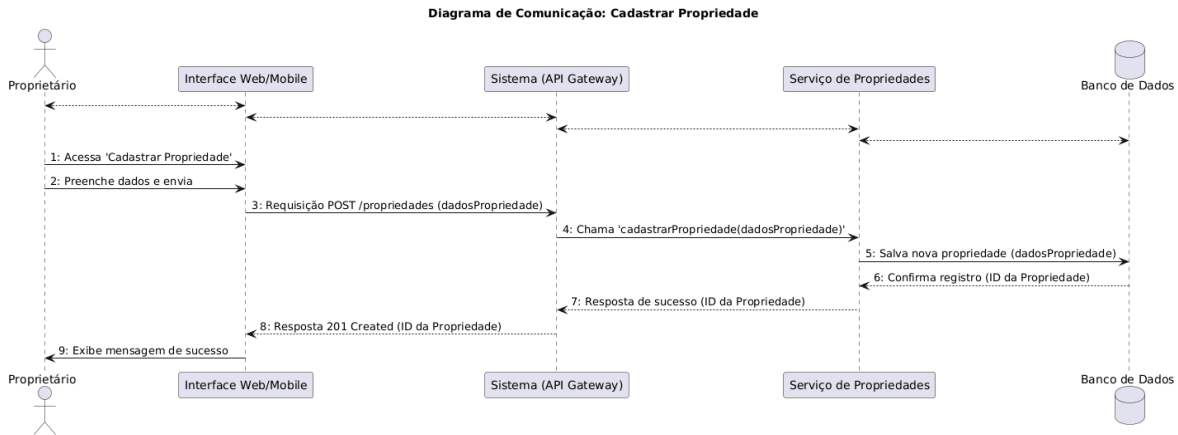 Diagrama de Comunicação: Cadastrar Propriedade
Proprietário
Interface Web/Mobile
Sistema (API Gateway)
Serviço de Propriedades
Banco de Dados
1: Acessa 'Cadastrar Propriedade'
2: Preenche dados e envia
3: Requisição POST /propriedades (dadosPropriedade)
4: Chama 'cadastrarPropriedade(dadosPropriedade)'
5: Salva nova propriedade (dadosPropriedade)
6: Confirma registro (ID da Propriedade)
7: Resposta de sucesso (ID da Propriedade)
8: Resposta 201 Created (ID da Propriedade)
9: Exibe mensagem de sucesso
Proprietário
Interface Web/Mobile
Sistema (API Gateway)
Serviço de Propriedades
Banco de Dados